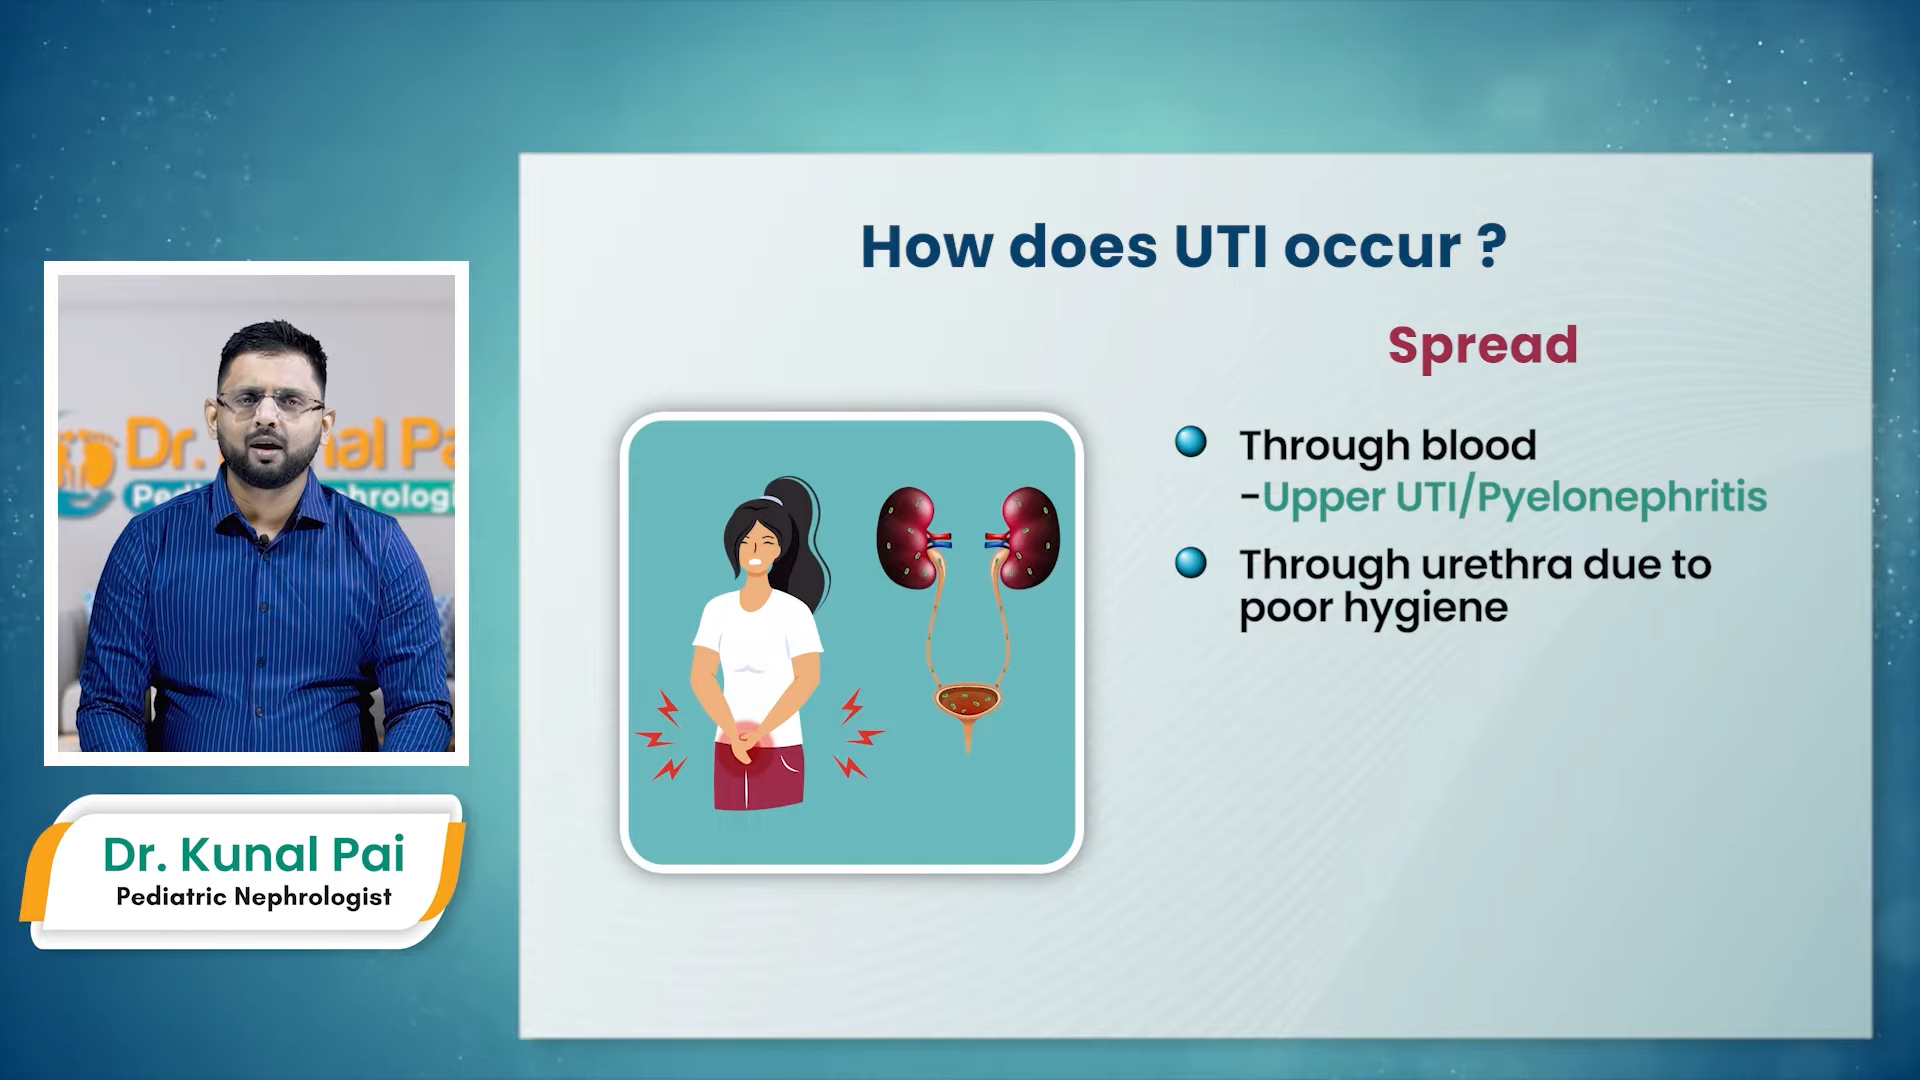 How does UTI occur ?
Spread
Through blood
-Upper UTI/Pyelonephritis
Through urethra due to
poor hygiene
Dr. Kunal Pai
Pediatric Nephrologist